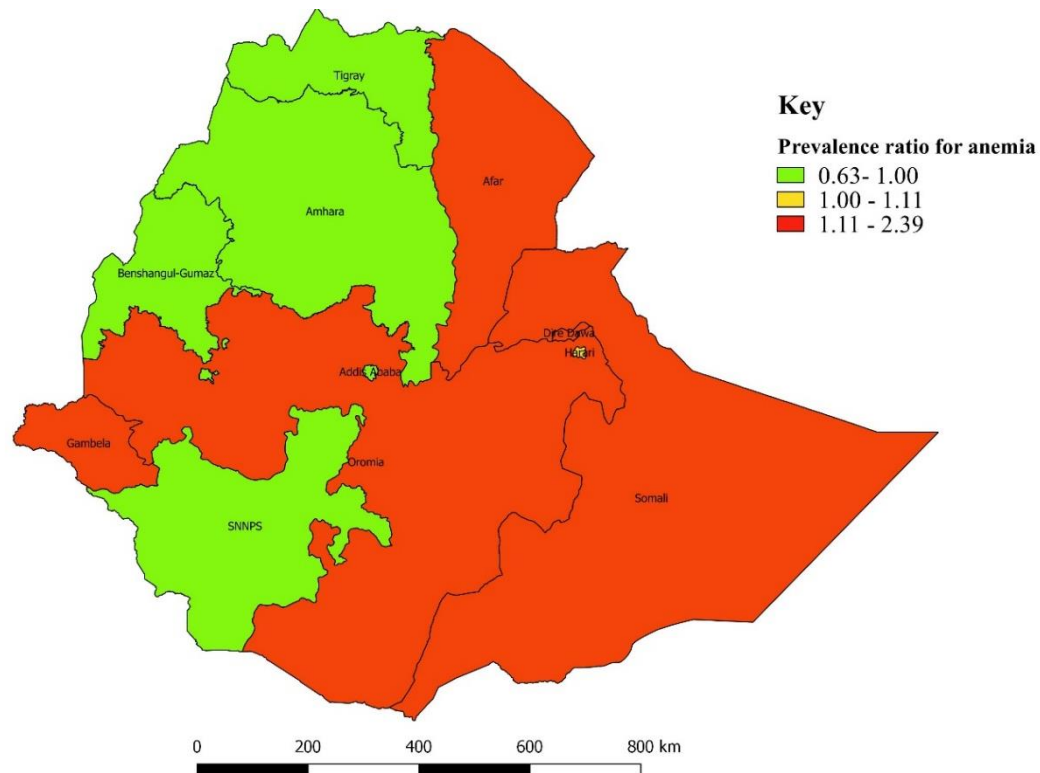 Tigray
Key
Prevalence ratio for anemia
0.63- 1.00
1.00 - 1.11
1.11 - 2.39
Afar
Amhara
Benshangul-Gumaz
Dire Dawa
Harari
Addis Ababa
Gambela
Oromia
Somali
SNNPS
0 200 400 600 800 km